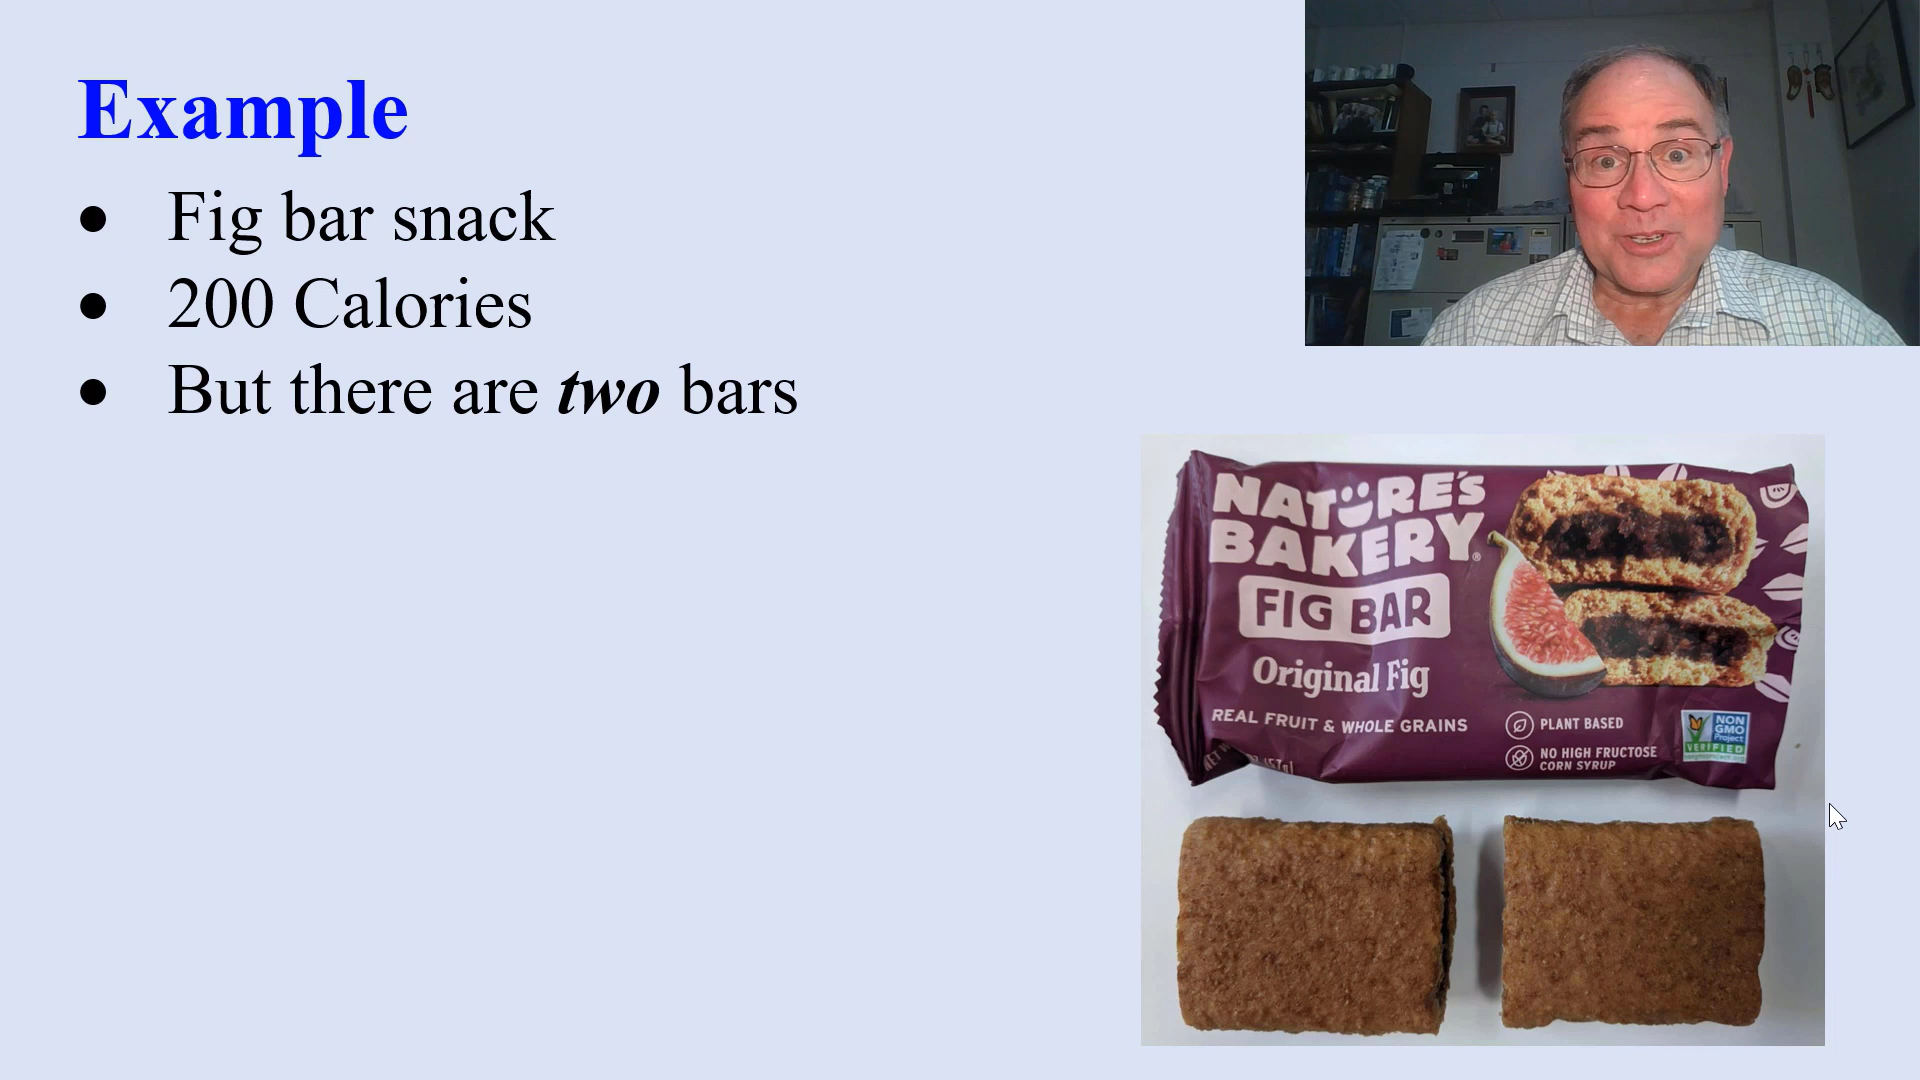 Example
• Fig bar snack
• 200 Calories
• But there are two bars
NATURE'S
BAKERY®
FIG BAR
Original Fig
REAL FRUIT & WHOLE GRAINS
PLANT BASED
NO HIGH FRUCTOSE
CORN SYRUP
NON
GMO
Project
VERIFIED